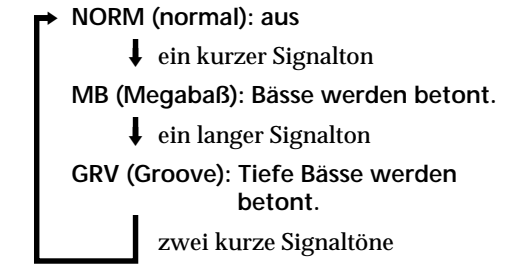 NORM (normal): aus
ein kurzer Signalton
MB (Megabaß): Bässe werden betont.
ein langer Signalton
GRV (Groove): Tiefe Bässe werden
betont.
zwei kurze Signaltöne